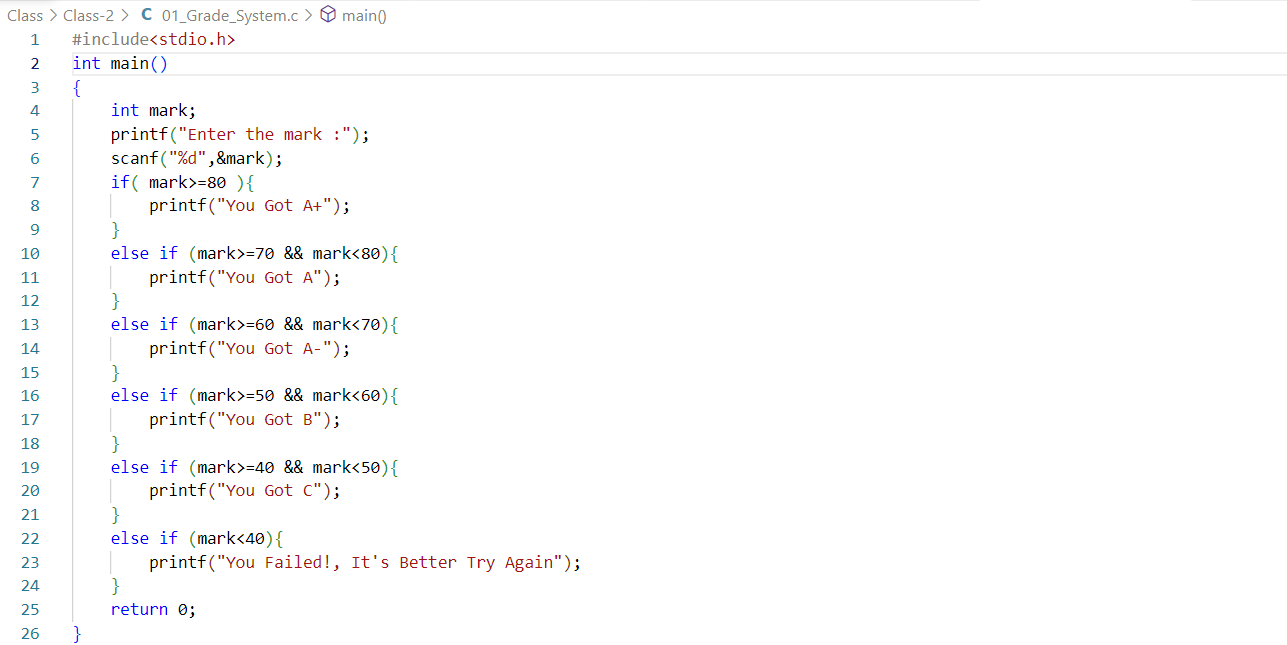 Class > Class-2 > C 01_Grade_System.c > main()
1 #include<stdio.h>
2 int main()
3 {
4     int mark;
5     printf("Enter the mark :");
6     scanf("%d",&mark);
7     if( mark>=80 ){
8         printf("You Got A+");
9     }
10     else if (mark>=70 && mark<80){
11         printf("You Got A");
12     }
13     else if (mark>=60 && mark<70){
14         printf("You Got A-");
15     }
16     else if (mark>=50 && mark<60){
17         printf("You Got B");
18     }
19     else if (mark>=40 && mark<50){
20         printf("You Got C");
21     }
22     else if (mark<40){
23         printf("You Failed!, It's Better Try Again");
24     }
25     return 0;
26 }